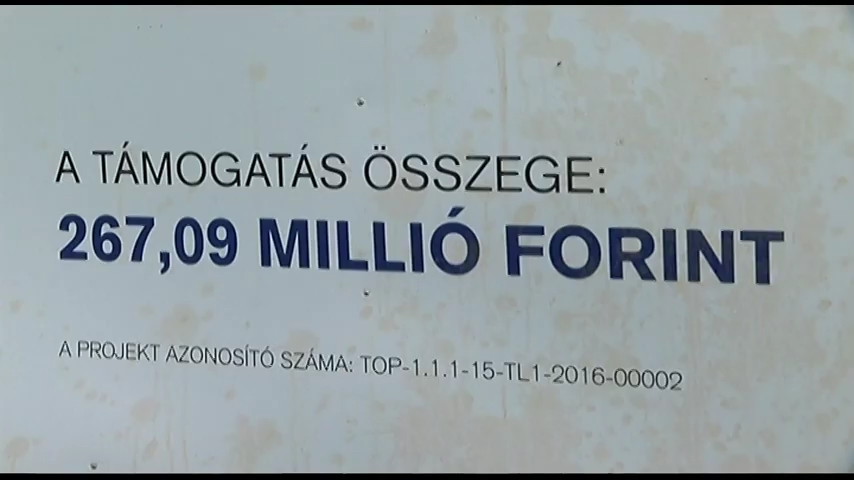 A TÁMOGATÁS ÖSSZEGE:
267,09 MILLIÓ FORINT
A PROJEKT AZONOSÍTÓ SZÁMA: TOP-1.1.1-15-TL1-2016-00002